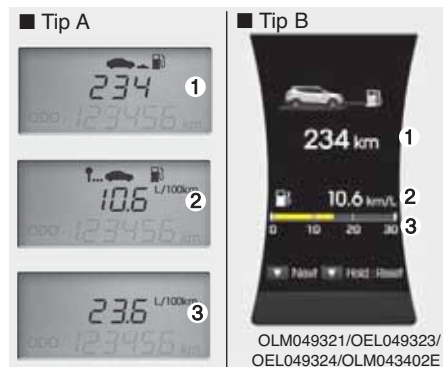 ■ Tip A
234
1
ODO 123456 km
10.6 L/100km
2
ODO 123456 km
23.6 L/100km
3
ODO 123456 km
■ Tip B
234 km
1
10.6 km/L
2
0 10 20 30
3
▼ Next ▼ Hold : Reset
OLM049321/OEL049323/
OEL049324/OLM043402E